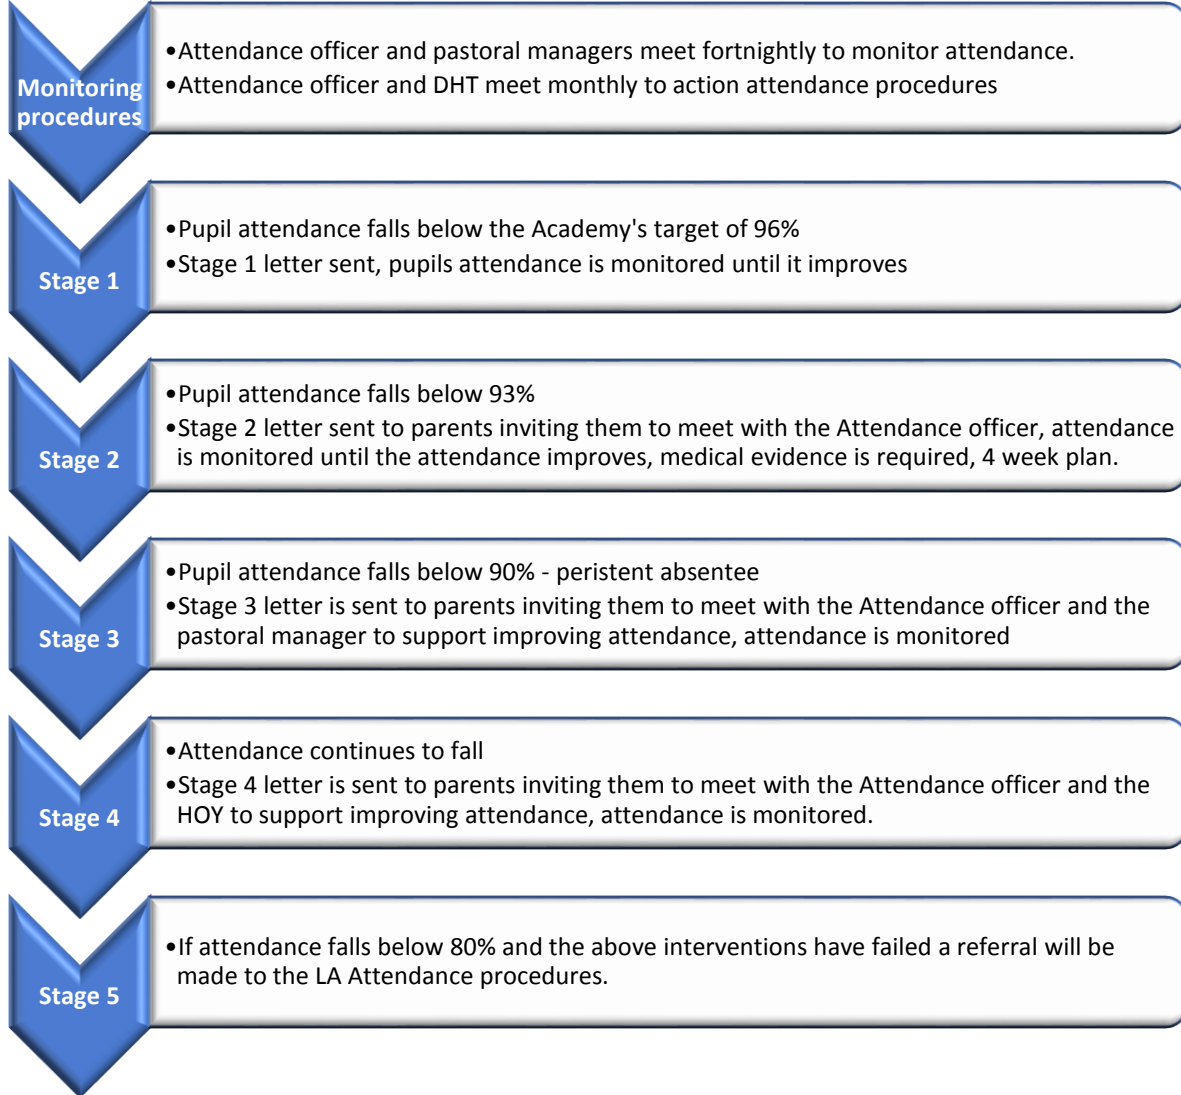 Monitoring
procedures
•Attendance officer and pastoral managers meet fortnightly to monitor attendance.
•Attendance officer and DHT meet monthly to action attendance procedures
Stage 1
•Pupil attendance falls below the Academy's target of 96%
•Stage 1 letter sent, pupils attendance is monitored until it improves
Stage 2
•Pupil attendance falls below 93%
•Stage 2 letter sent to parents inviting them to meet with the Attendance officer, attendance
is monitored until the attendance improves, medical evidence is required, 4 week plan.
Stage 3
•Pupil attendance falls below 90% - peristent absentee
•Stage 3 letter is sent to parents inviting them to meet with the Attendance officer and the
pastoral manager to support improving attendance, attendance is monitored
Stage 4
•Attendance continues to fall
•Stage 4 letter is sent to parents inviting them to meet with the Attendance officer and the
HOY to support improving attendance, attendance is monitored.
Stage 5
•If attendance falls below 80% and the above interventions have failed a referral will be
made to the LA Attendance procedures.